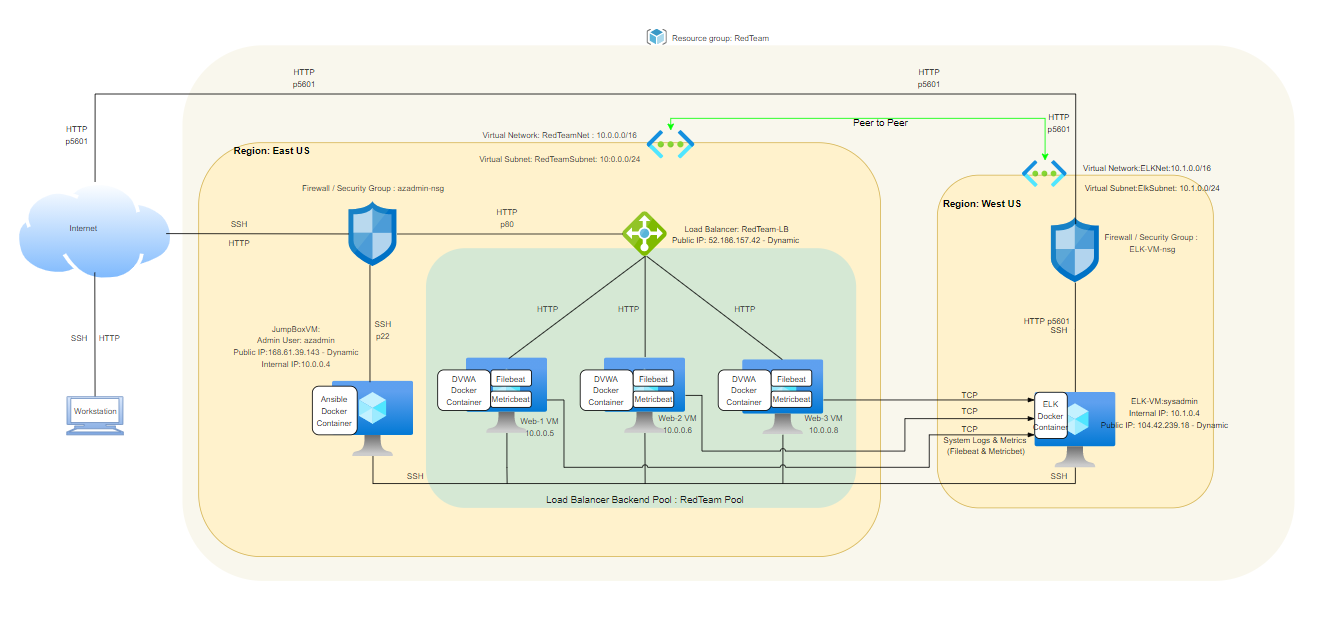 Resource group: RedTeam
HTTP
p5601
HTTP
p5601
HTTP
p5601
HTTP
p5601
Peer to Peer
Virtual Network: RedTeamNet : 10.0.0.0/16
Virtual Subnet: RedTeamSubnet: 10:0.0.0/24
Region: East US
Virtual Network:ELKNet:10.1.0.0/16
Virtual Subnet:ElkSubnet: 10.1.0.0/24
Region: West US
Firewall / Security Group : azadmin-nsg
Internet
SSH
HTTP
HTTP
p80
Load Balancer: RedTeam-LB
Public IP: 52.186.157.42 - Dynamic
Firewall / Security Group :
ELK-VM-nsg
SSH
HTTP
JumpBoxVM:
Admin User: azadmin
Public IP:168.61.39.143 - Dynamic
Internal IP:10.0.0.4
SSH
p22
HTTP
HTTP
HTTP
HTTP p5601
SSH
Workstation
Ansible
Docker
Container
DVWA
Docker
Container
Filebeat
Metricbeat
Web-1 VM
10.0.0.5
DVWA
Docker
Container
Filebeat
Metricbeat
Web-2 VM
10.0.0.6
DVWA
Docker
Container
Filebeat
Metricbeat
Web-3 VM
10.0.0.8
TCP
TCP
TCP
System Logs & Metrics
(Filebeat & Metricbet)
ELK
Docker
Container
ELK-VM:sysadmin
Internal IP: 10.1.0.4
Public IP: 104.42.239.18 - Dynamic
SSH
SSH
Load Balancer Backend Pool : RedTeam Pool